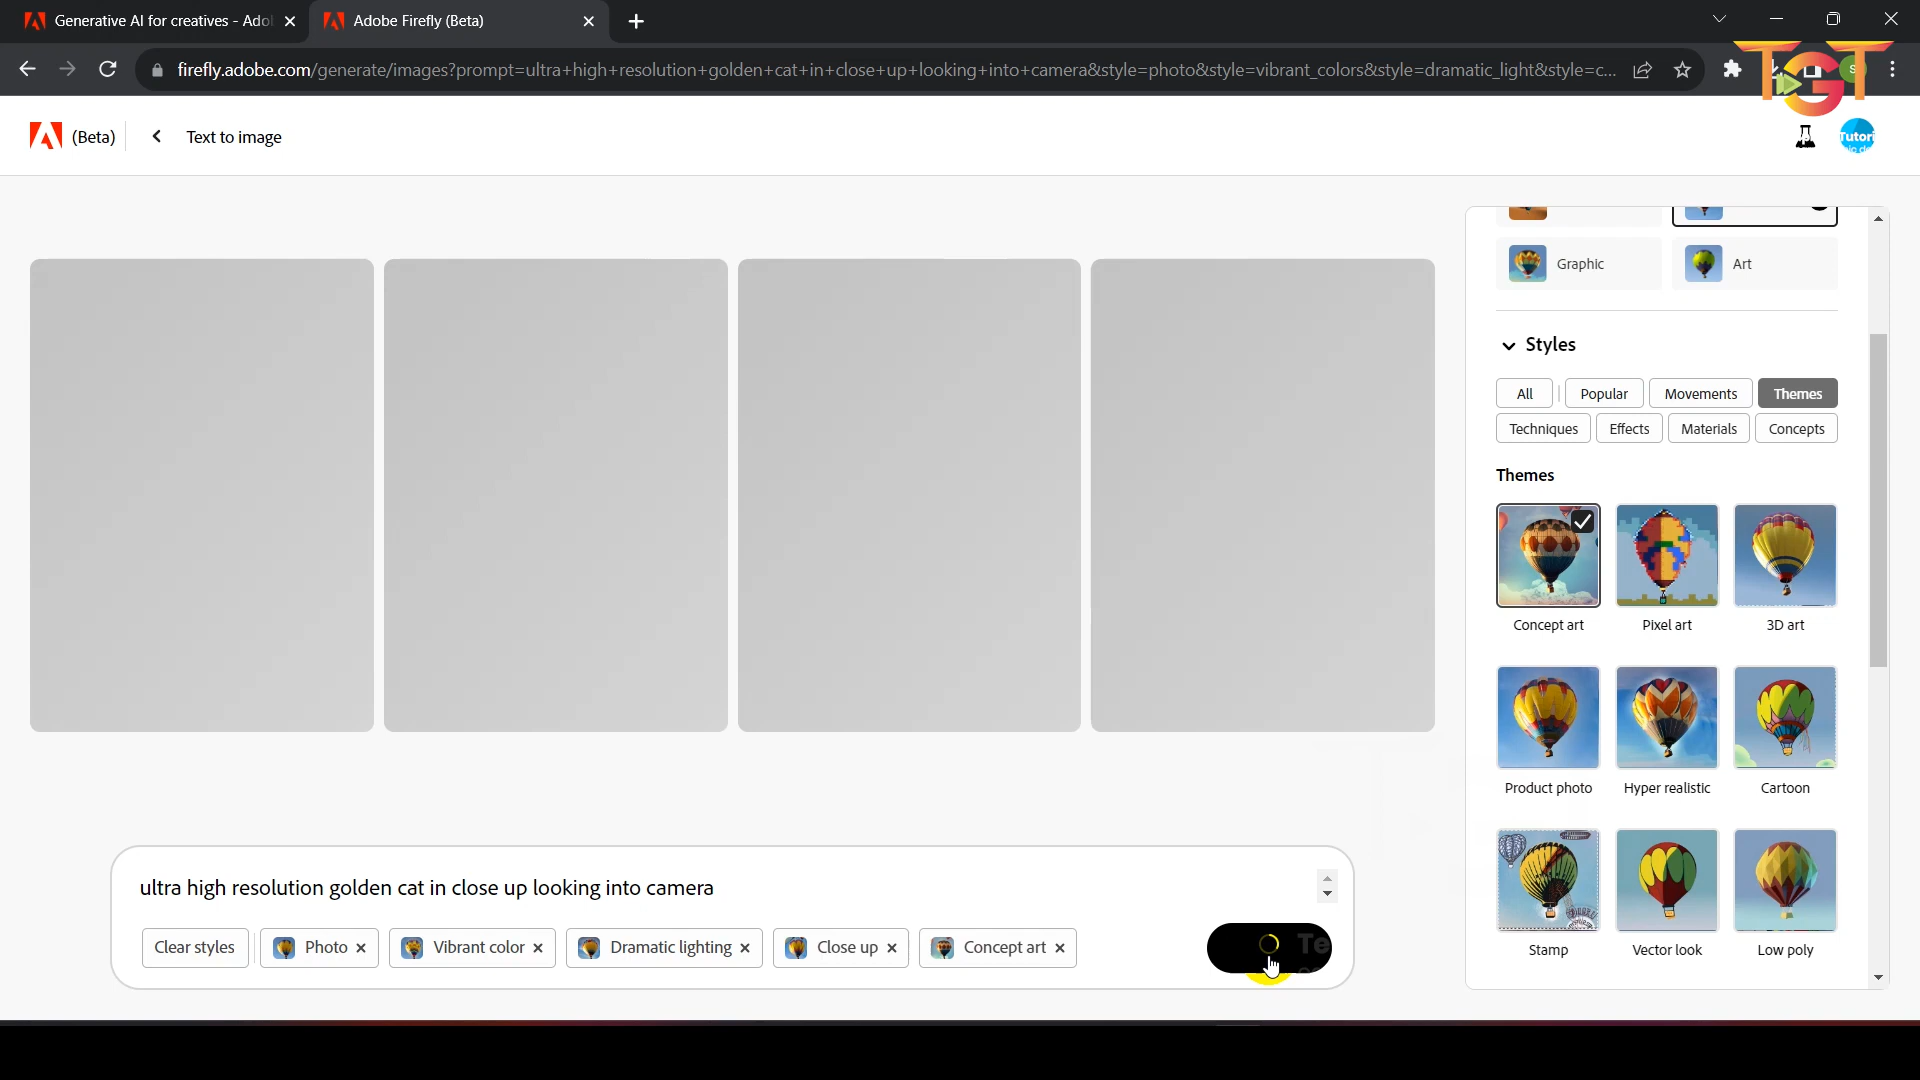 Generative AI for creatives - Ado
Adobe Firefly (Beta)
firefly.adobe.com/generate/images?prompt=ultra+high+resolution+golden+cat+in+close+up+looking+into+camera&style=photo&style=vibrant_colors&style=dramatic_light&style=c...
S
TGT
(Beta)
Text to image
Tutori
Graphic
Art
Styles
All
Popular
Movements
Themes
Techniques
Effects
Materials
Concepts
Themes
Concept art
Pixel art
3D art
Product photo
Hyper realistic
Cartoon
Stamp
Vector look
Low poly
ultra high resolution golden cat in close up looking into camera
Clear styles
Photo
Vibrant color
Dramatic lighting
Close up
Concept art
Te